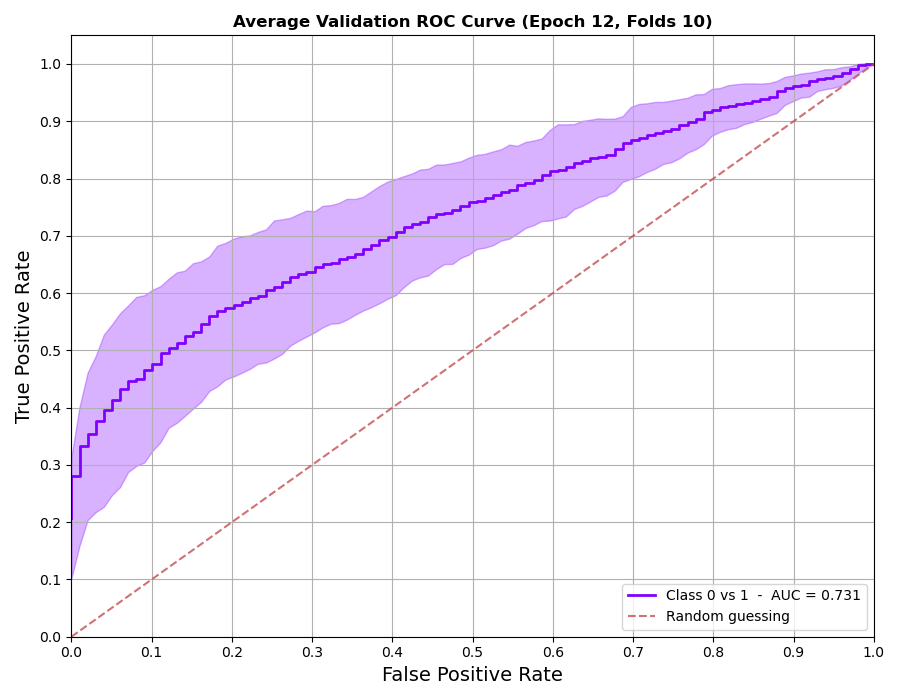 Average Validation ROC Curve (Epoch 12, Folds 10)
True Positive Rate
1.0
0.9
0.8
0.7
0.6
0.5
0.4
0.3
0.2
0.1
0.0
Class 0 vs 1 - AUC = 0.731
Random guessing
0.0 0.1 0.2 0.3 0.4 0.5 0.6 0.7 0.8 0.9 1.0
False Positive Rate